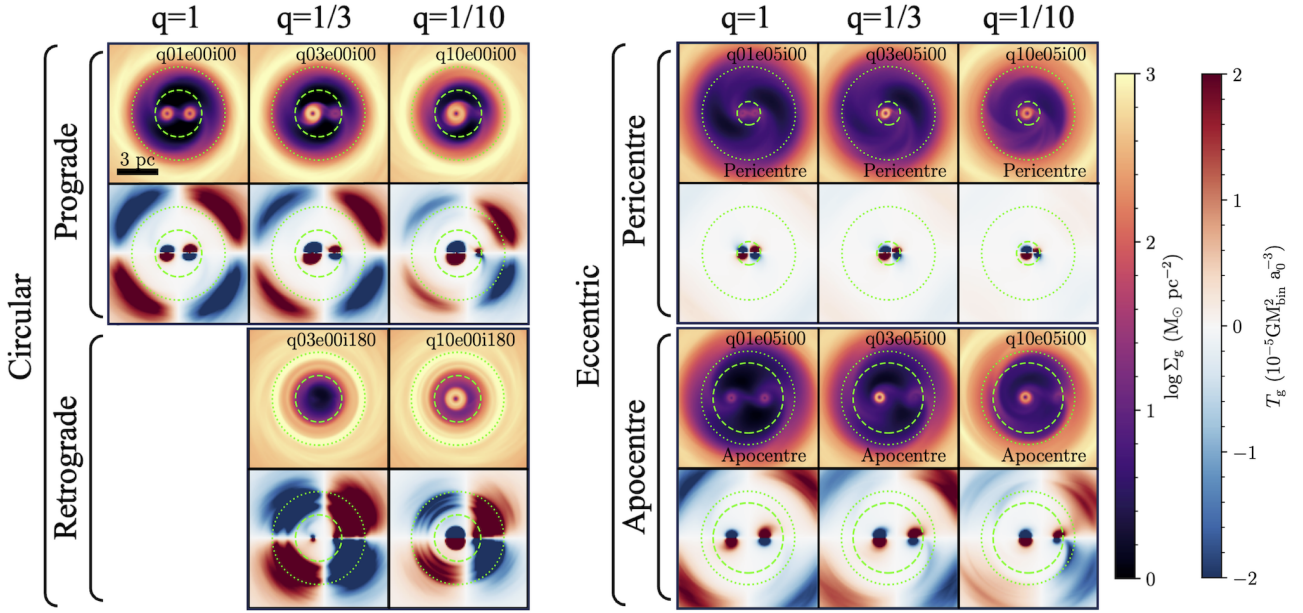 q=1 q=1/3 q=1/10
q=1 q=1/3 q=1/10
Circular
Prograde
q01e00i00 q03e00i00 q10e00i00
3 pc
Retrograde
q03e00i180 q10e00i180
Eccentric
Pericentre
q01e05i00 q03e05i00 q10e05i00
Pericentre Pericentre Pericentre
Apocentre
q01e05i00 q03e05i00 q10e05i00
Apocentre Apocentre Apocentre
3
2
1
0
log Σg (M⊙ pc⁻²)
2
1
0
−1
−2
Tg (10⁻⁵GM²bin a₀⁻³)